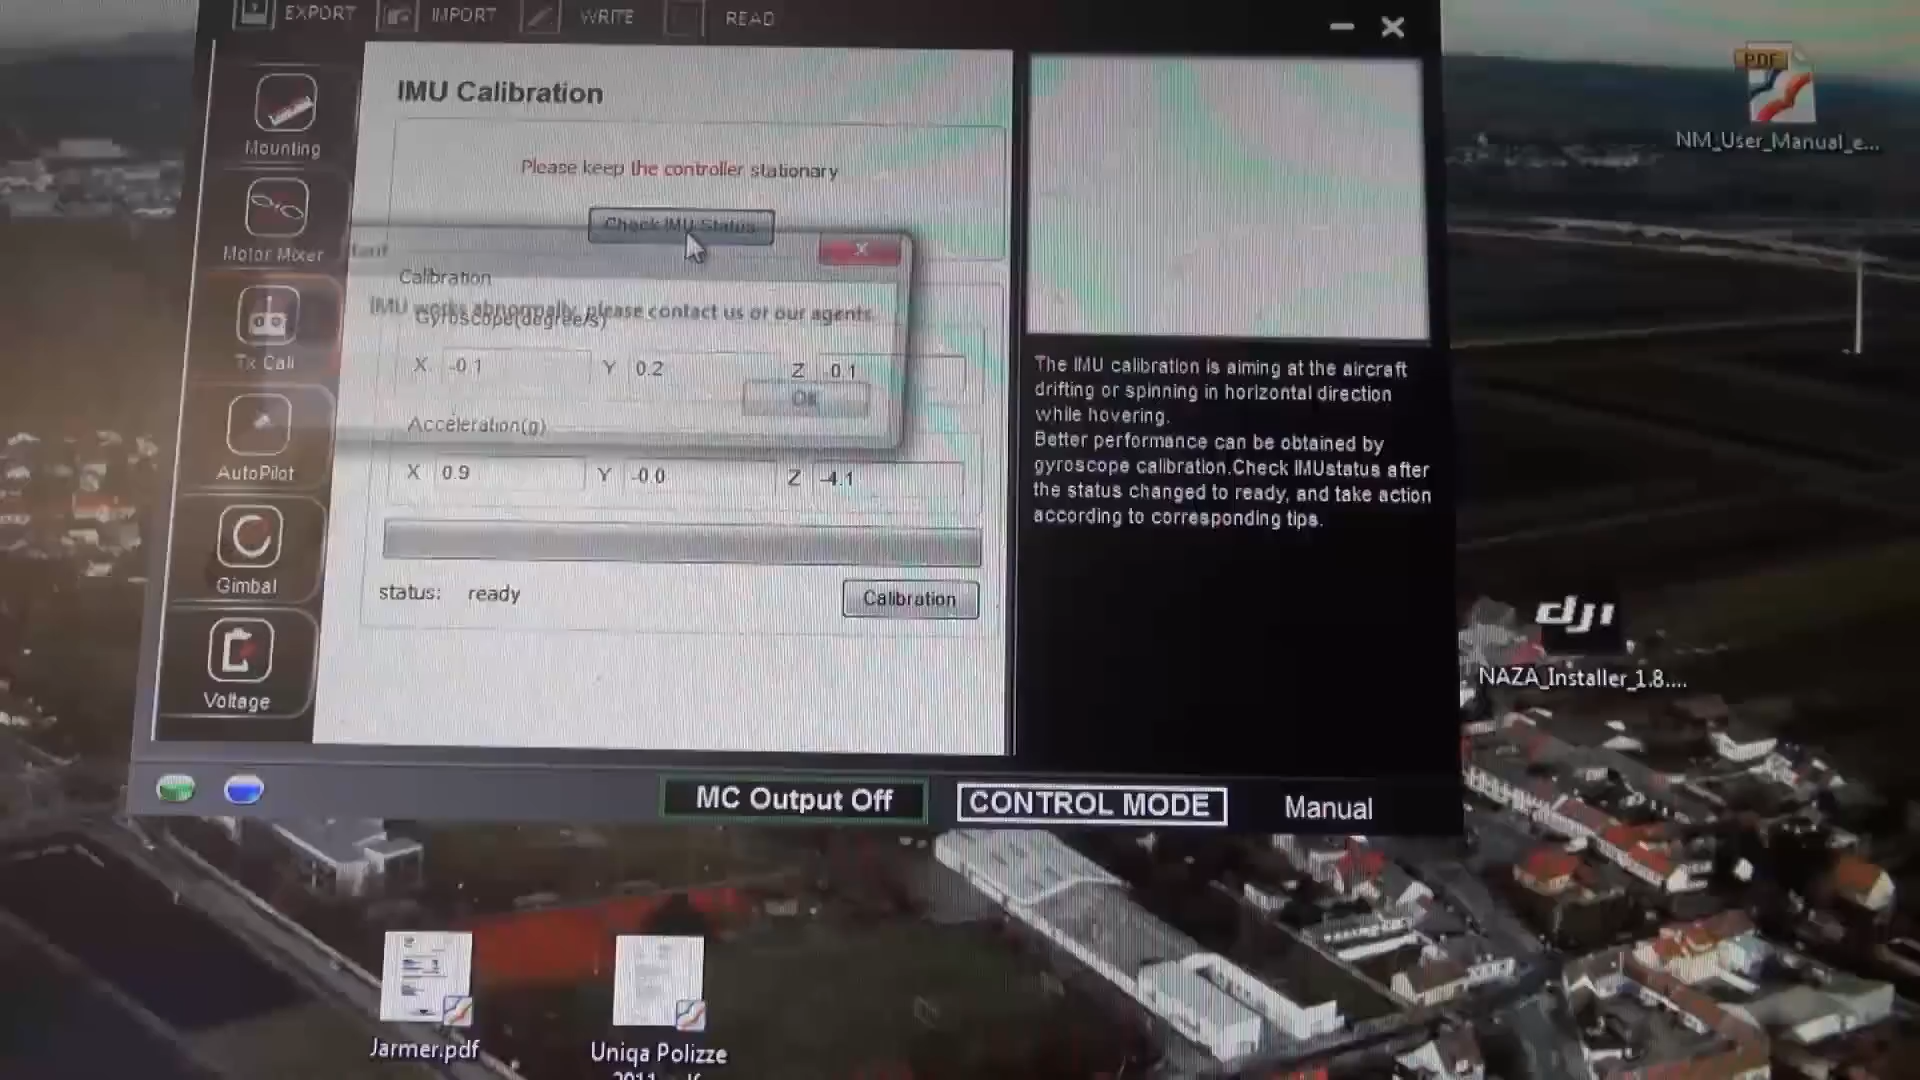 EXPORT
IMPORT
WRITE
READ
Mounting
Motor Mixer
Tx Cali
AutoPilot
Gimbal
Voltage
IMU Calibration
Please keep the controller stationary
Check IMU Status
Calibration
IMU works abnormally, please contact us or our agents.
Gyroscope(degree/s)
X -0.1 Y 0.2 Z -0.1
OK
Acceleration(g)
X 0.9 Y -0.0 Z -4.1
status: ready
Calibration
The IMU calibration is aiming at the aircraft
drifting or spinning in horizontal direction
while hovering.
Better performance can be obtained by
gyroscope calibration.Check IMUstatus after
the status changed to ready, and take action
according to corresponding tips.
MC Output Off
CONTROL MODE
Manual
PDF
NM_User_Manual_e...
dji
NAZA_Installer_1.8....
Jarmer.pdf
Uniqa Polizze